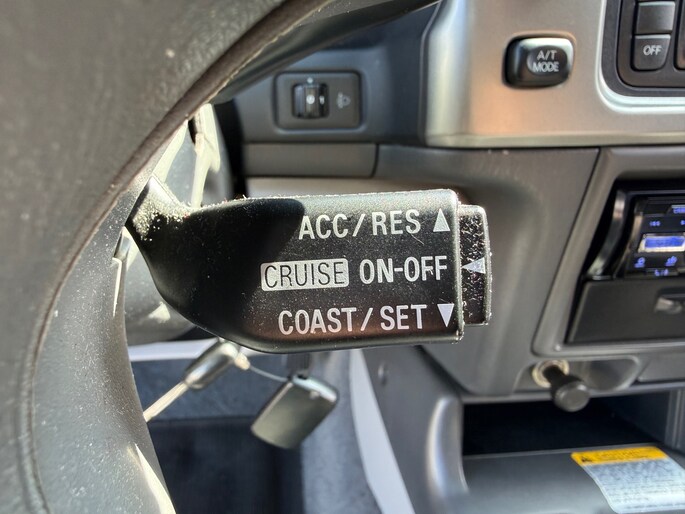 A/T
MODE
OFF
ACC/RES ▲
CRUISE ON-OFF ◀
COAST/SET ▼